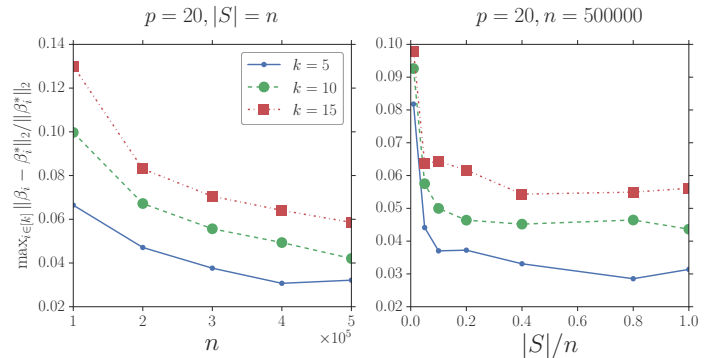 p = 20, |S| = n
max_{i∈[k]} ||β_i − β_i^*||_2/||β_i^*||_2
0.14
0.12
0.10
0.08
0.06
0.04
0.02
k = 5
k = 10
k = 15
1 2 3 4 5
×10^5
n
p = 20, n = 500000
0.10
0.09
0.08
0.07
0.06
0.05
0.04
0.03
0.02
0.0 0.2 0.4 0.6 0.8 1.0
|S|/n